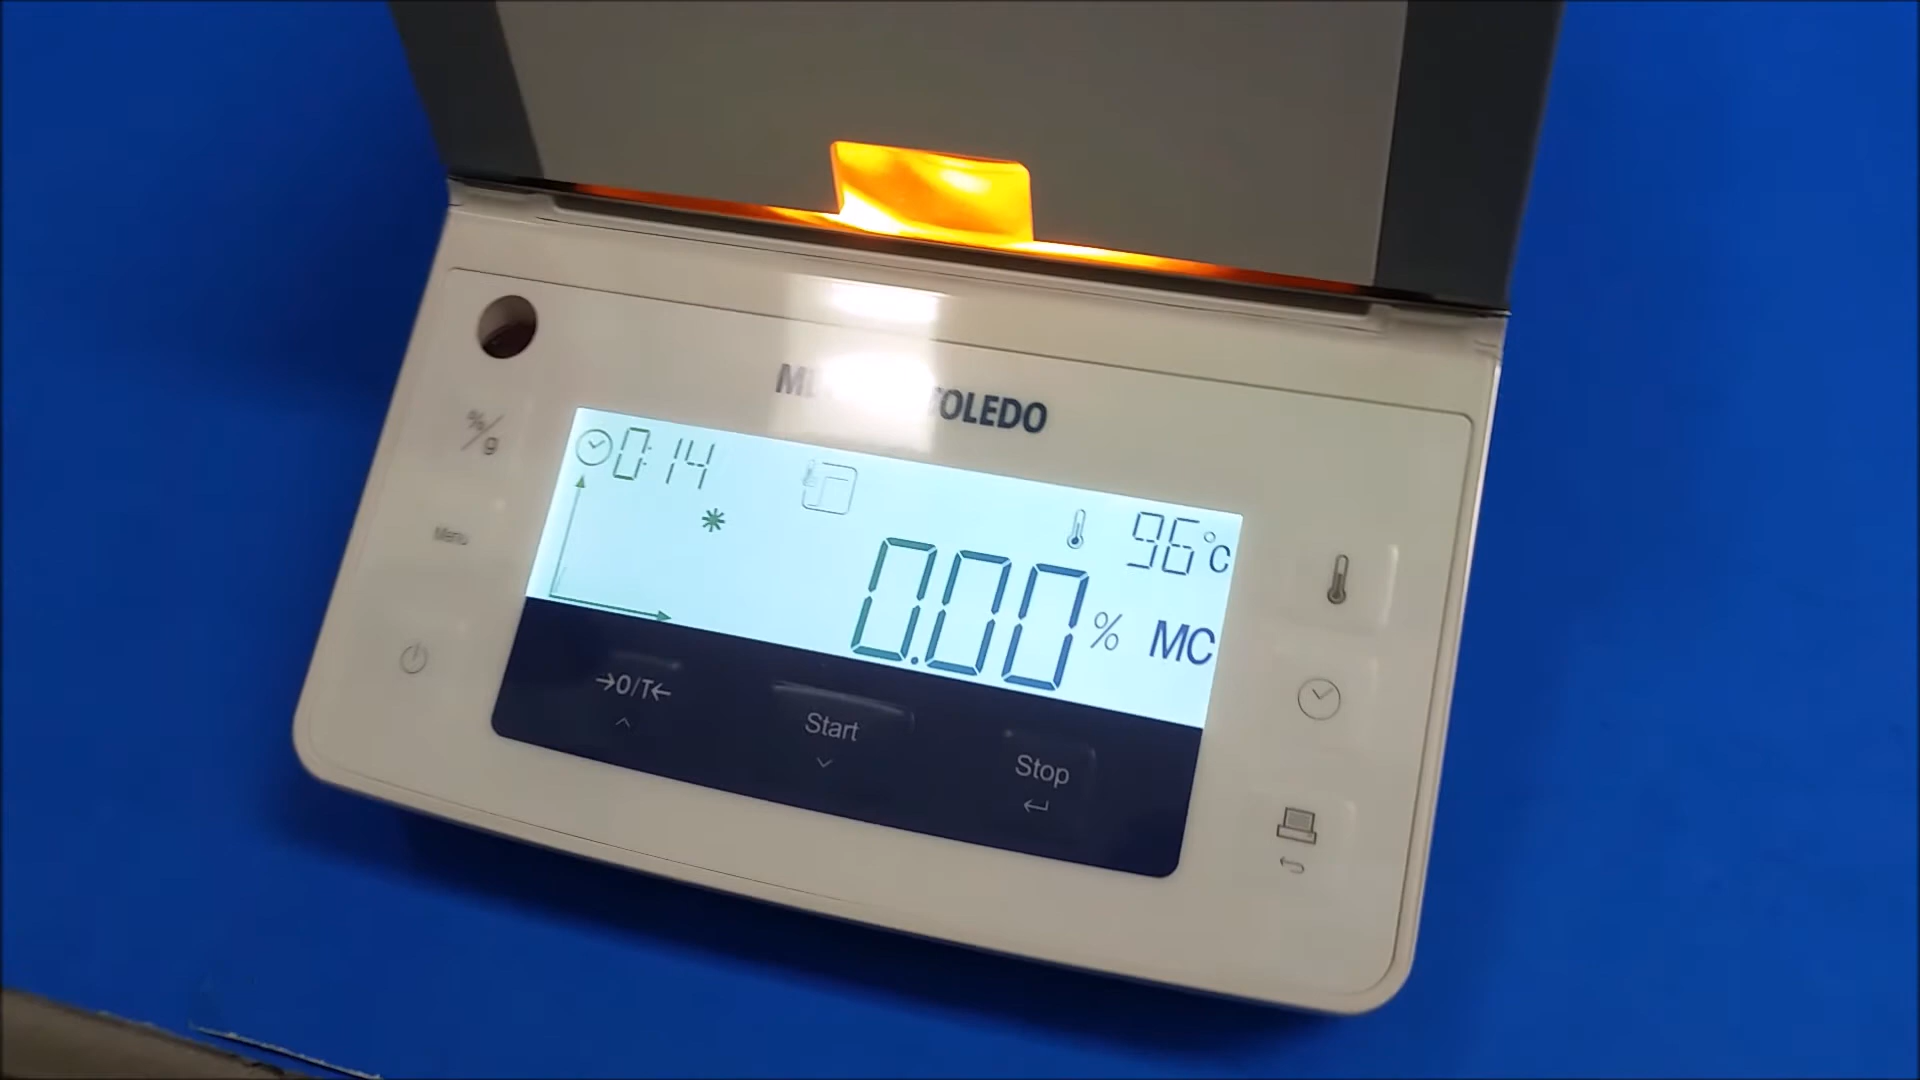 TOLEDO
%/g
0:14
96°C
Menu
0.00 % MC
→0/T←
Start
Stop